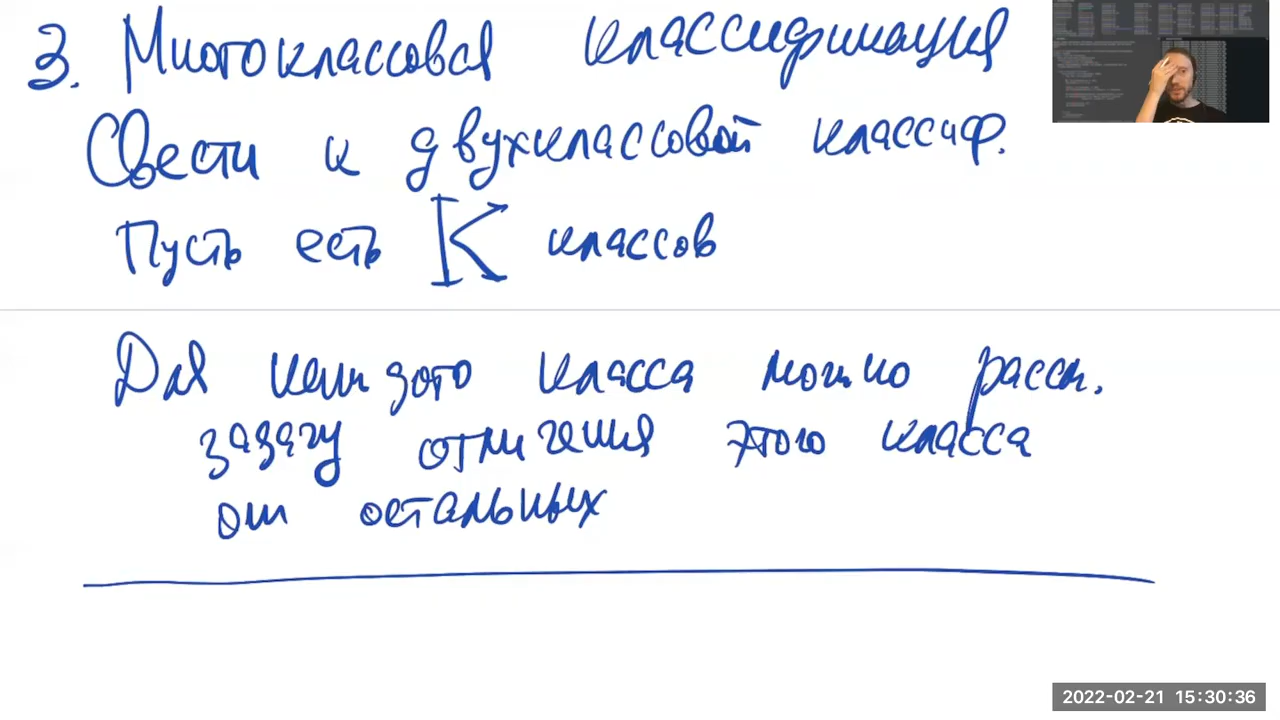 3. Многоклассовая классификация
Свести к двухклассовой классиф.
Пусть есть K классов
Для каждого класса можно рассм.
задачу отличения этого класса
от остальных
2022-02-21 15:30:36